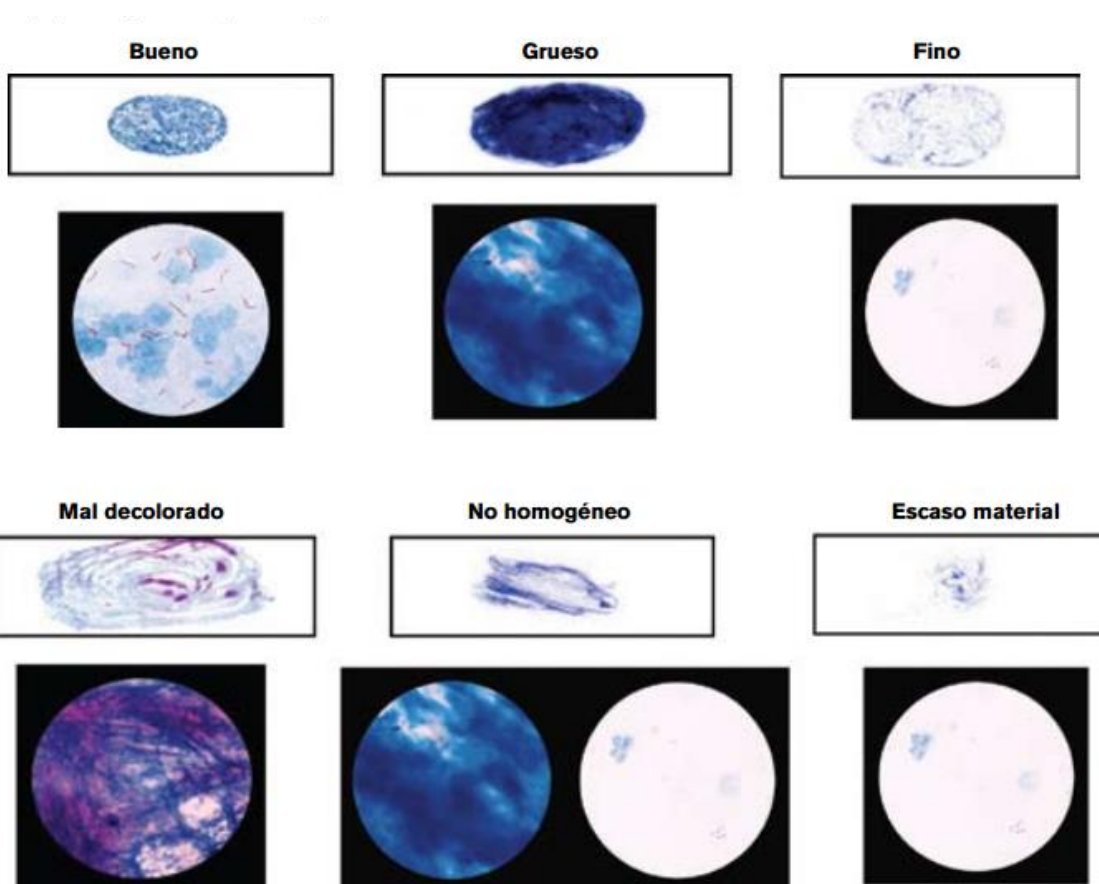 Bueno
Grueso
Fino
Mal decolorado
No homogéneo
Escaso material